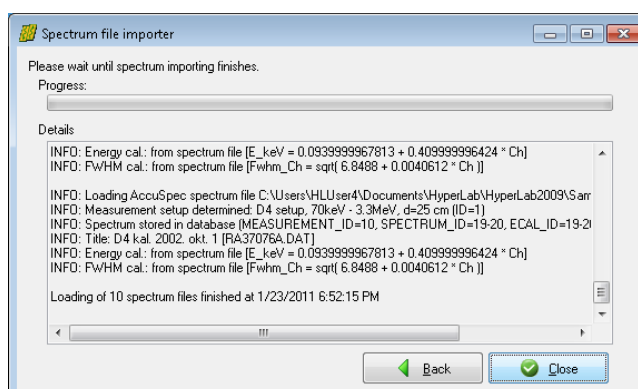 Spectrum file importer
Please wait until spectrum importing finishes.
Progress:
Details
INFO: Energy cal.: from spectrum file [E_keV = 0.0939999967813 + 0.409999996424 * Ch]
INFO: FWHM cal.: from spectrum file [Fwhm_Ch = sqrt( 6.8488 + 0.0040612 * Ch )]
INFO: Loading AccuSpec spectrum file C:\Users\HLUser4\Documents\HyperLab\HyperLab2009\Sam
INFO: Measurement setup determined: D4 setup, 70keV - 3.3MeV, d=25 cm (ID=1)
INFO: Spectrum stored in database (MEASUREMENT_ID=10, SPECTRUM_ID=19-20, ECAL_ID=19-20
INFO: Title: D4 kal. 2002. okt. 1 [RA37076A.DAT]
INFO: Energy cal.: from spectrum file [E_keV = 0.0939999967813 + 0.409999996424 * Ch]
INFO: FWHM cal.: from spectrum file [Fwhm_Ch = sqrt( 6.8488 + 0.0040612 * Ch )]
Loading of 10 spectrum files finished at 1/23/2011 6:52:15 PM
Back Close